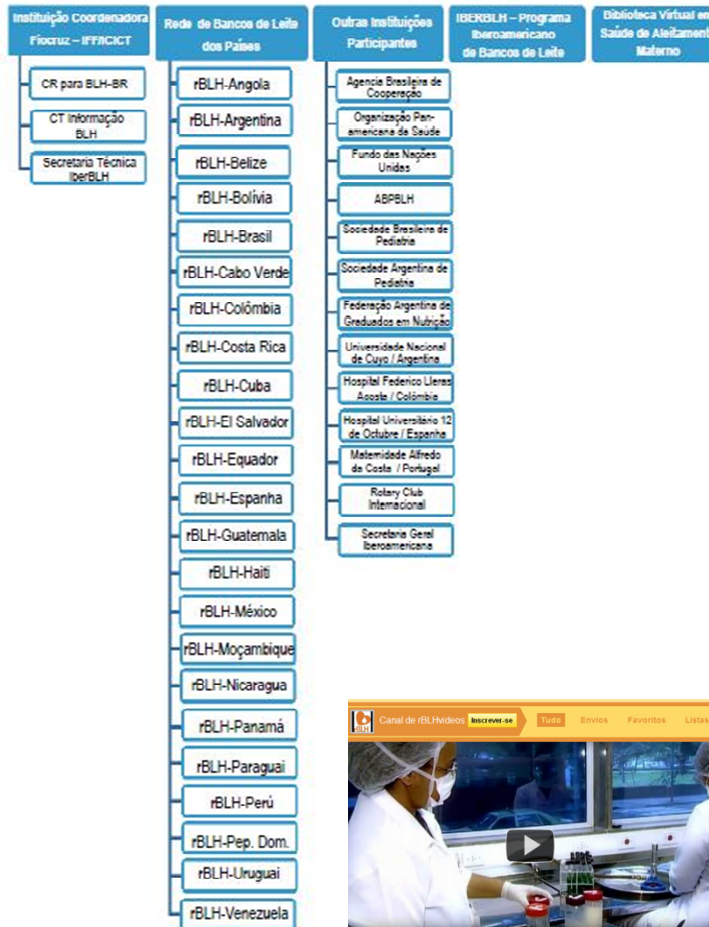 Instituição Coordenadora
Fiocruz – IFF/ICICT
CR para BLH-BR
CT Informação
BLH
Secretaria Técnica
IberBLH
Rede de Bancos de Leite
dos Países
rBLH-Angola
rBLH-Argentina
rBLH-Belize
rBLH-Bolívia
rBLH-Brasil
rBLH-Cabo Verde
rBLH-Colômbia
rBLH-Costa Rica
rBLH-Cuba
rBLH-El Salvador
rBLH-Equador
rBLH-Espanha
rBLH-Guatemala
rBLH-Haiti
rBLH-México
rBLH-Moçambique
rBLH-Nicaragua
rBLH-Panamá
rBLH-Paraguai
rBLH-Perú
rBLH-Pep. Dom.
rBLH-Uruguai
rBLH-Venezuela
Outras Instituições
Participantes
Agencia Brasileira de
Cooperação
Organização Pan-
americana da Saúde
Fundo das Nações
Unidas
ABPBLH
Sociedade Brasileira de
Pediatria
Sociedade Argentina de
Pediatria
Federação Argentina de
Graduados em Nutrição
Universidade Nacional
de Cuyo / Argentina
Hospital Federico Lleras
Acosta / Colômbia
Hospital Universitário 12
de Octubre / Espanha
Maternidade Alfredo
da Costa / Portugal
Rotary Club
Internacional
Secretaria Geral
Iberoamericana
IBERBLH – Programa
Iberoamericano
de Bancos de Leite
Biblioteca Virtual em
Saúde de Aleitament
Materno
Canal de rBLHvideos Inscrever-se Tudo Envios Favoritos Listas